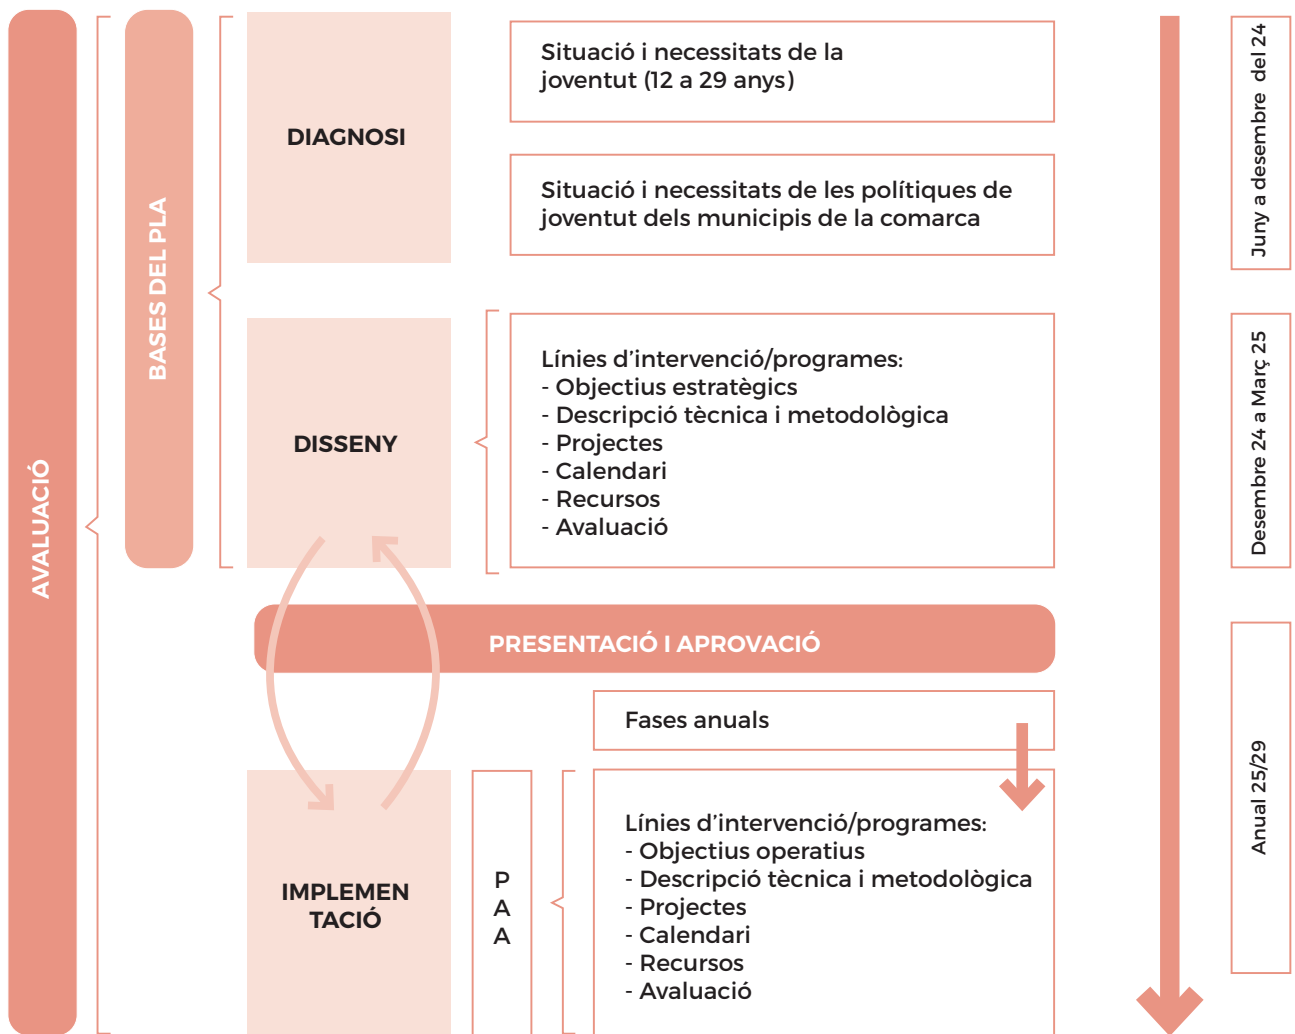 AVALUACIÓ
BASES DEL PLA
DIAGNOSI
Situació i necessitats de la
joventut (12 a 29 anys)
Situació i necessitats de les polítiques de
joventut dels municipis de la comarca
Juny a desembre del 24
DISSENY
Línies d’intervenció/programes:
- Objectius estratègics
- Descripció tècnica i metodològica
- Projectes
- Calendari
- Recursos
- Avaluació
Desembre 24 a Març 25
PRESENTACIÓ I APROVACIÓ
Fases anuals
IMPLEMEN
TACIÓ
P
A
A
Línies d’intervenció/programes:
- Objectius operatius
- Descripció tècnica i metodològica
- Projectes
- Calendari
- Recursos
- Avaluació
Anual 25/29